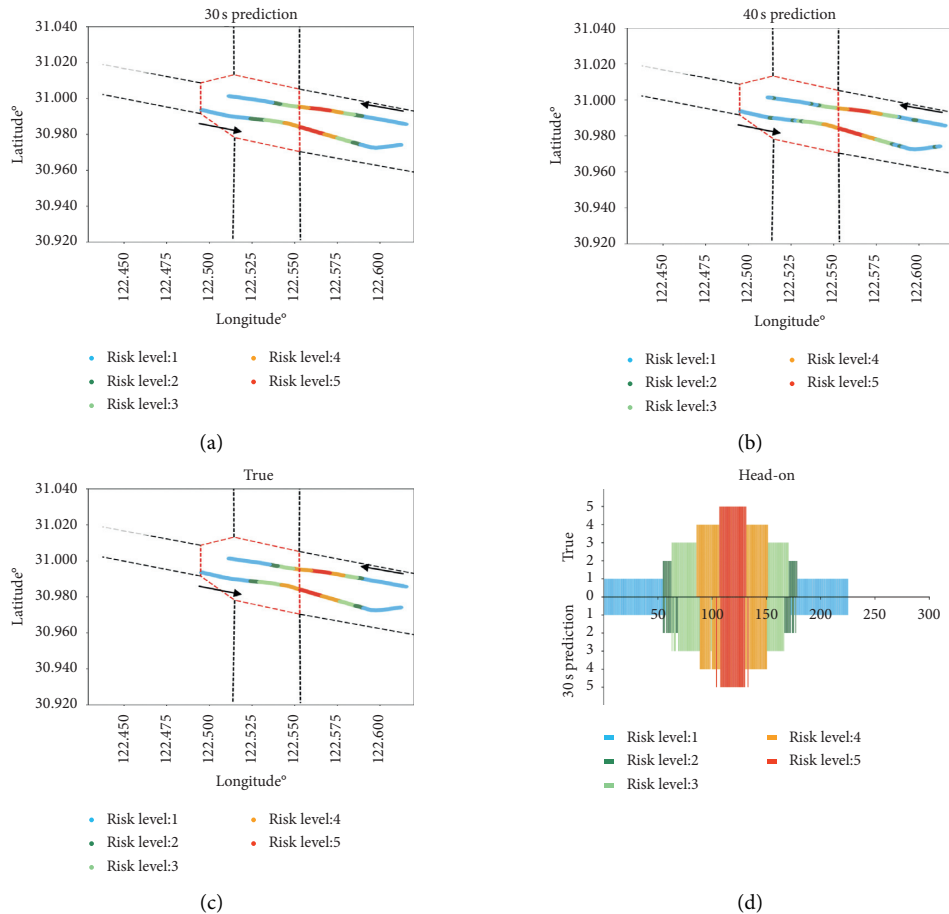 30 s prediction
31.040
31.020
31.000
30.980
30.960
30.940
30.920
Latitude°
122.450
122.475
122.500
122.525
122.550
122.575
122.600
Longitude°
Risk level:1
Risk level:2
Risk level:3
Risk level:4
Risk level:5
(a)
40 s prediction
31.040
31.020
31.000
30.980
30.960
30.940
30.920
Latitude°
122.450
122.475
122.500
122.525
122.550
122.575
122.600
Longitude°
Risk level:1
Risk level:2
Risk level:3
Risk level:4
Risk level:5
(b)
True
31.040
31.020
31.000
30.980
30.960
30.940
30.920
Latitude°
122.450
122.475
122.500
122.525
122.550
122.575
122.600
Longitude°
Risk level:1
Risk level:2
Risk level:3
Risk level:4
Risk level:5
(c)
Head-on
5
4
3
2
1
0
1
2
3
4
5
True
30 s prediction
50
100
150
200
250
300
Risk level:1
Risk level:2
Risk level:3
Risk level:4
Risk level:5
(d)